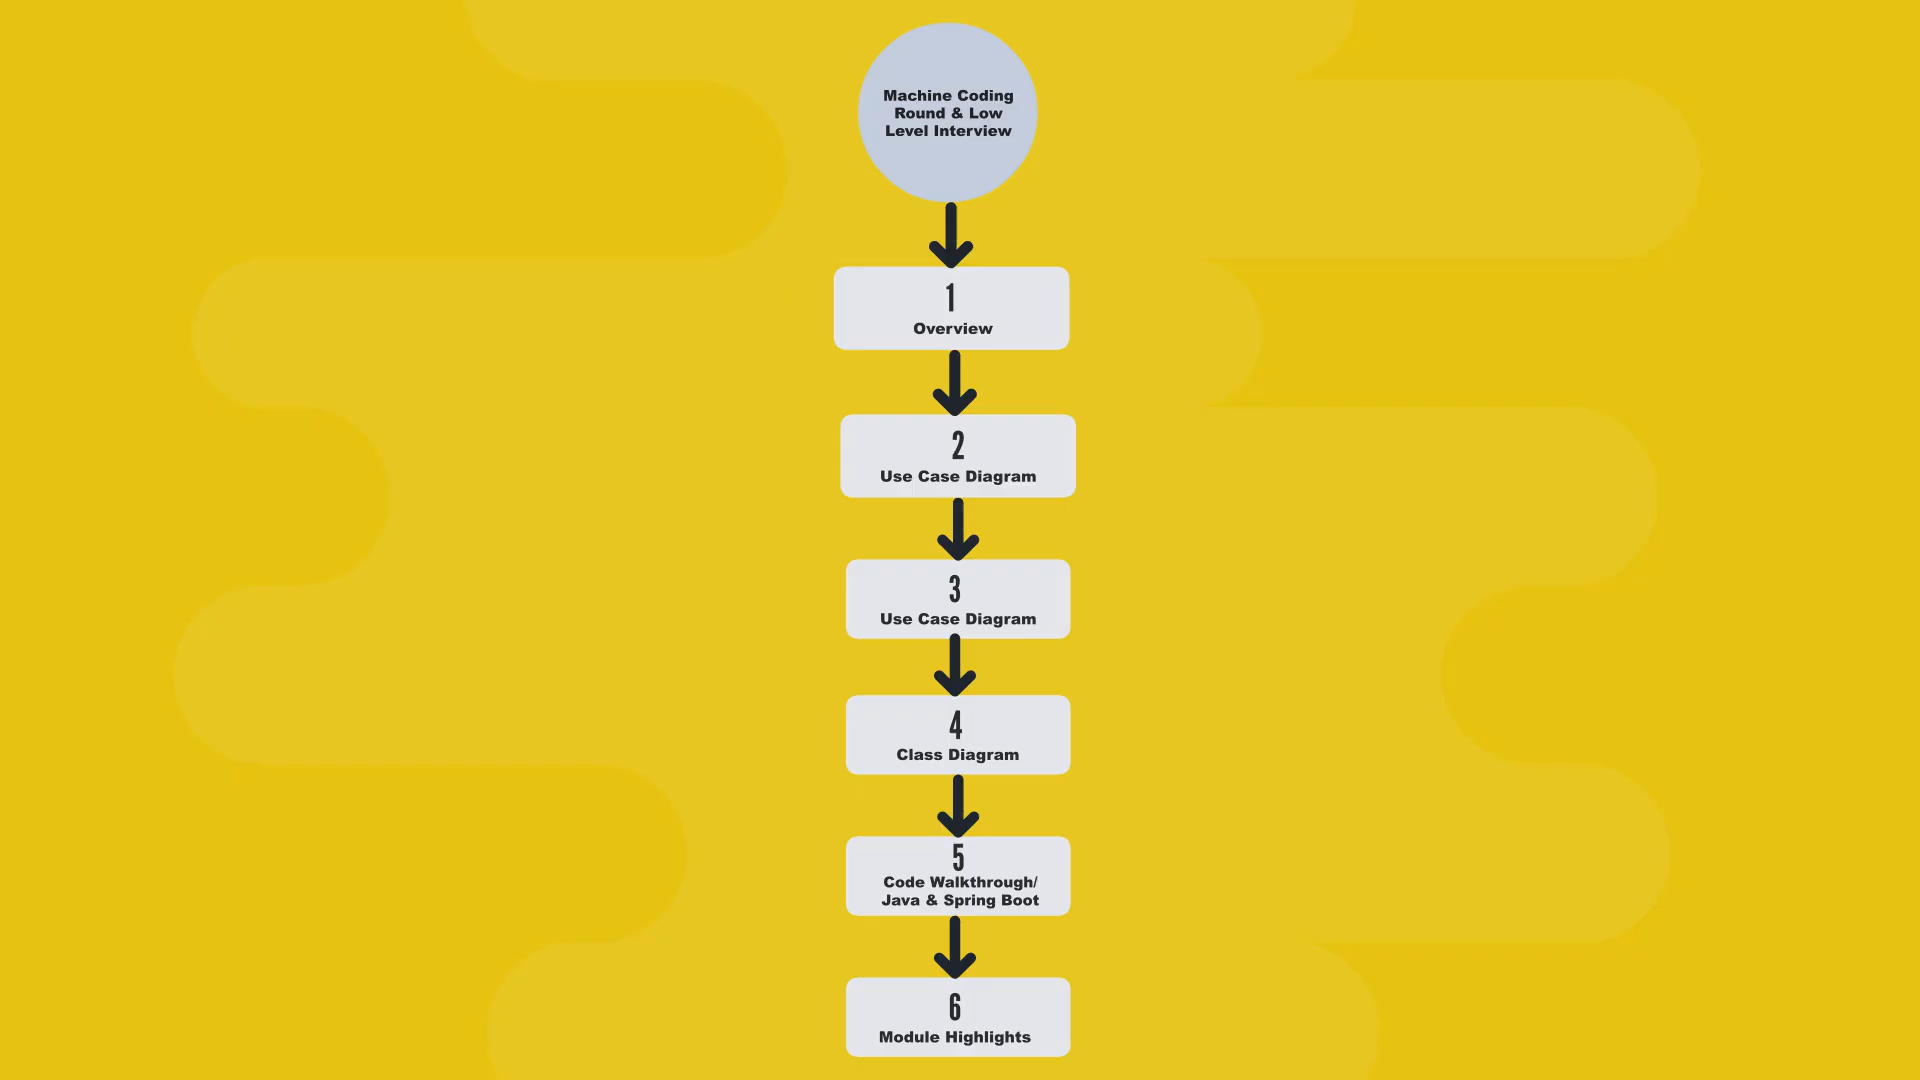 Machine Coding
Round & Low
Level Interview
1
Overview
2
Use Case Diagram
3
Use Case Diagram
4
Class Diagram
5
Code Walkthrough/
Java & Spring Boot
6
Module Highlights